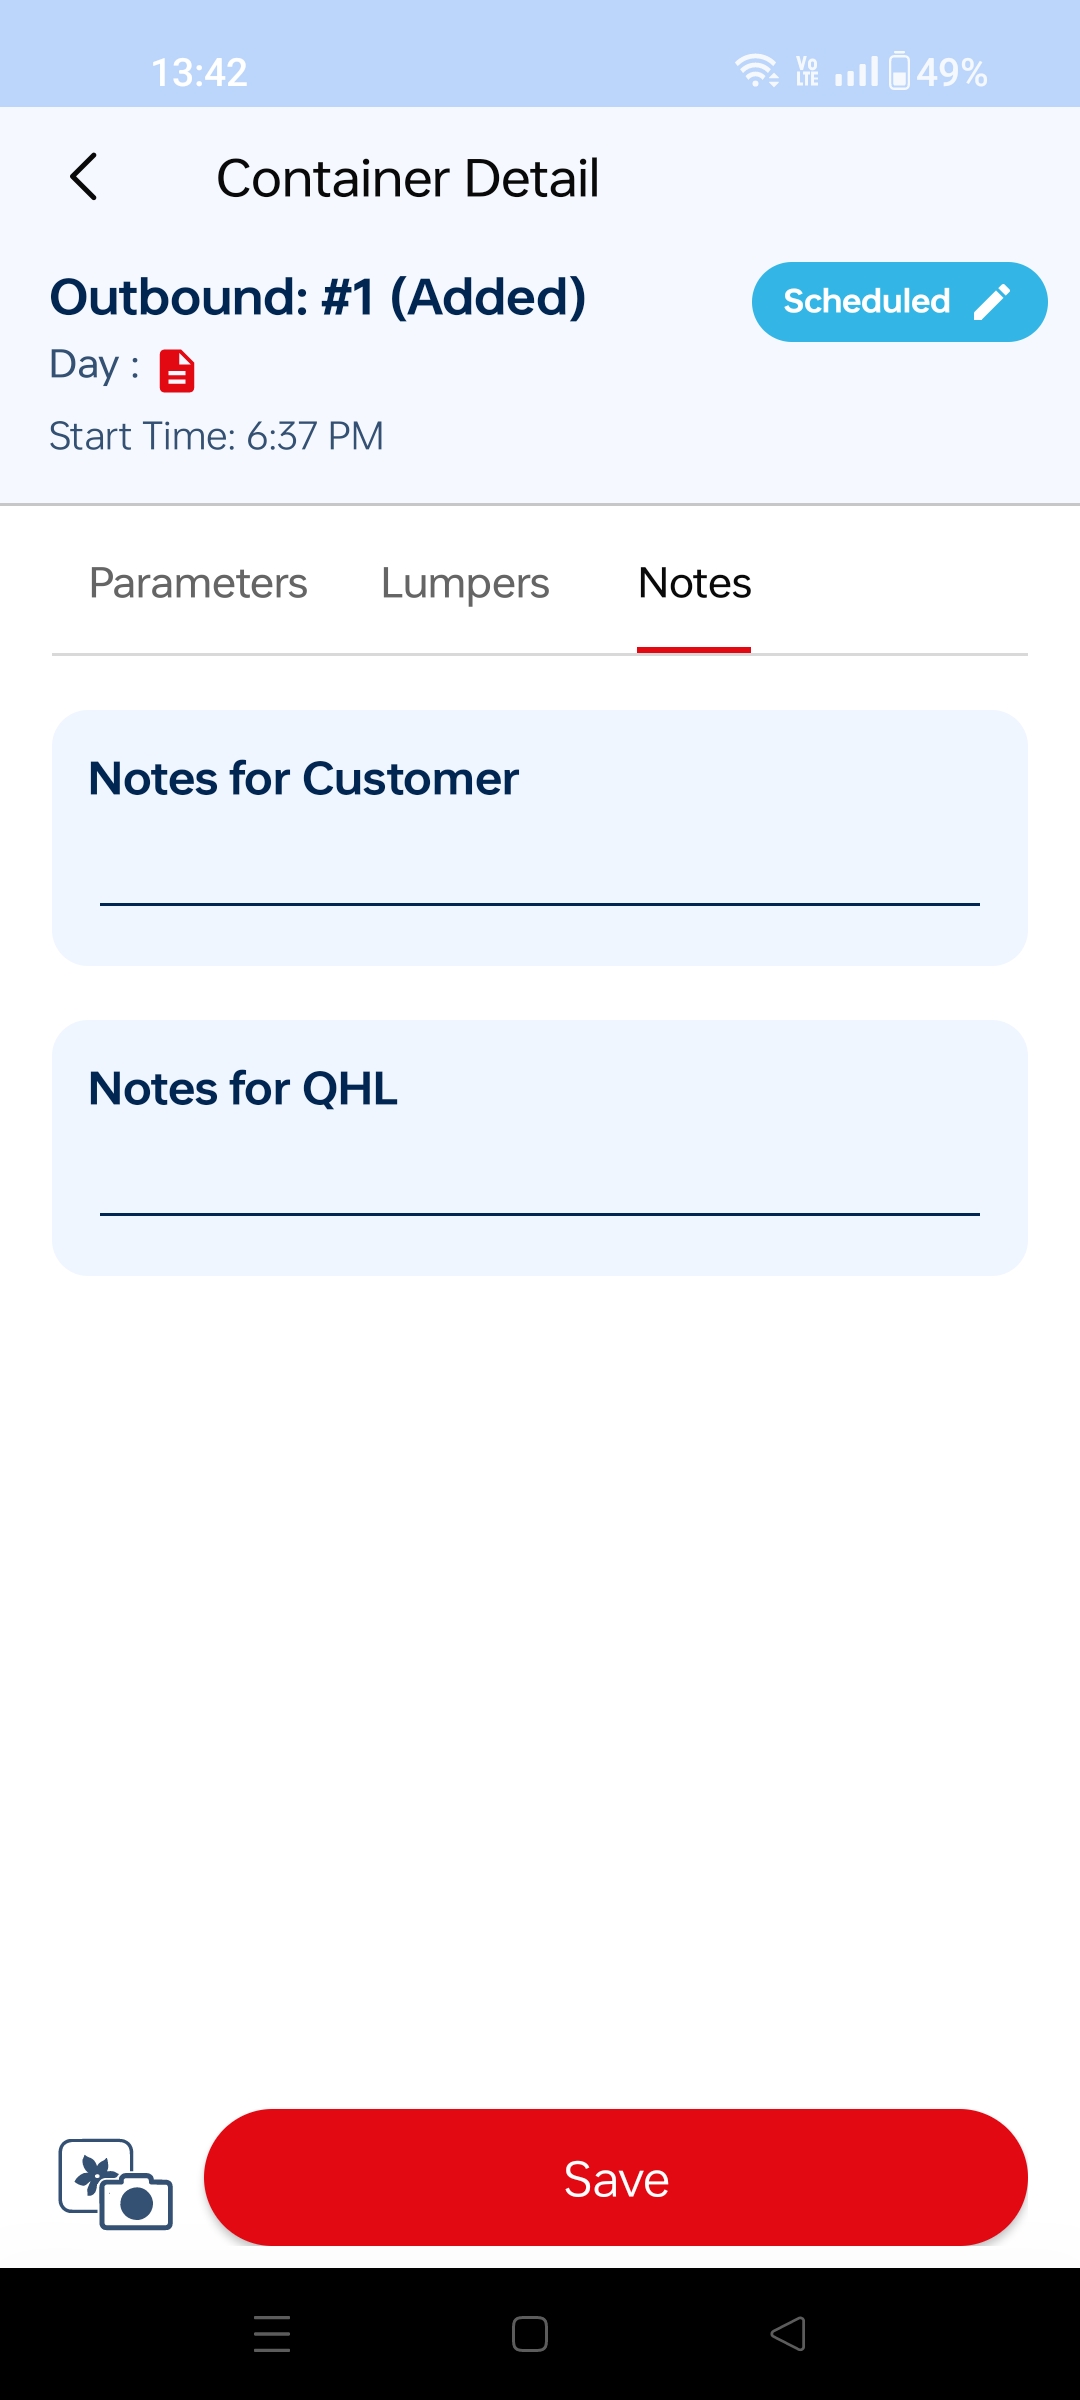 13:42
Vo LTE 49%
Container Detail
Outbound: #1 (Added)
Scheduled
Day :
Start Time: 6:37 PM
Parameters Lumpers Notes
Notes for Customer
Notes for QHL
Save